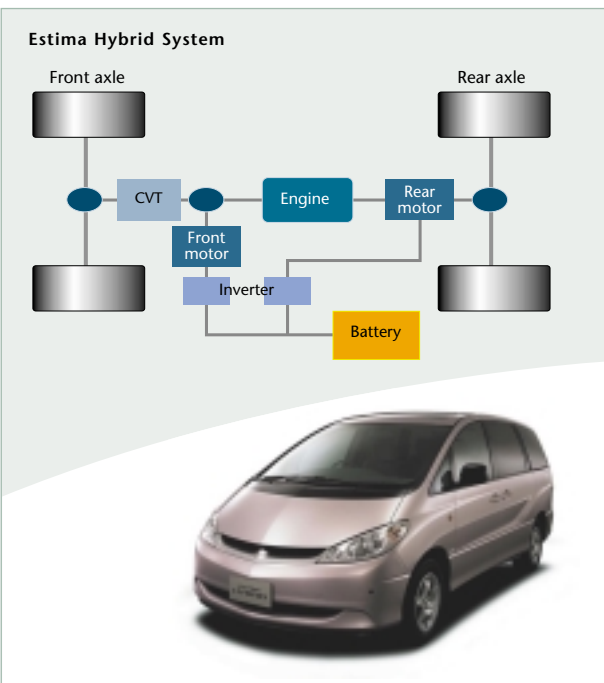 Estima Hybrid System
Front axle
Rear axle
CVT
Engine
Rear
motor
Front
motor
Inverter
Battery